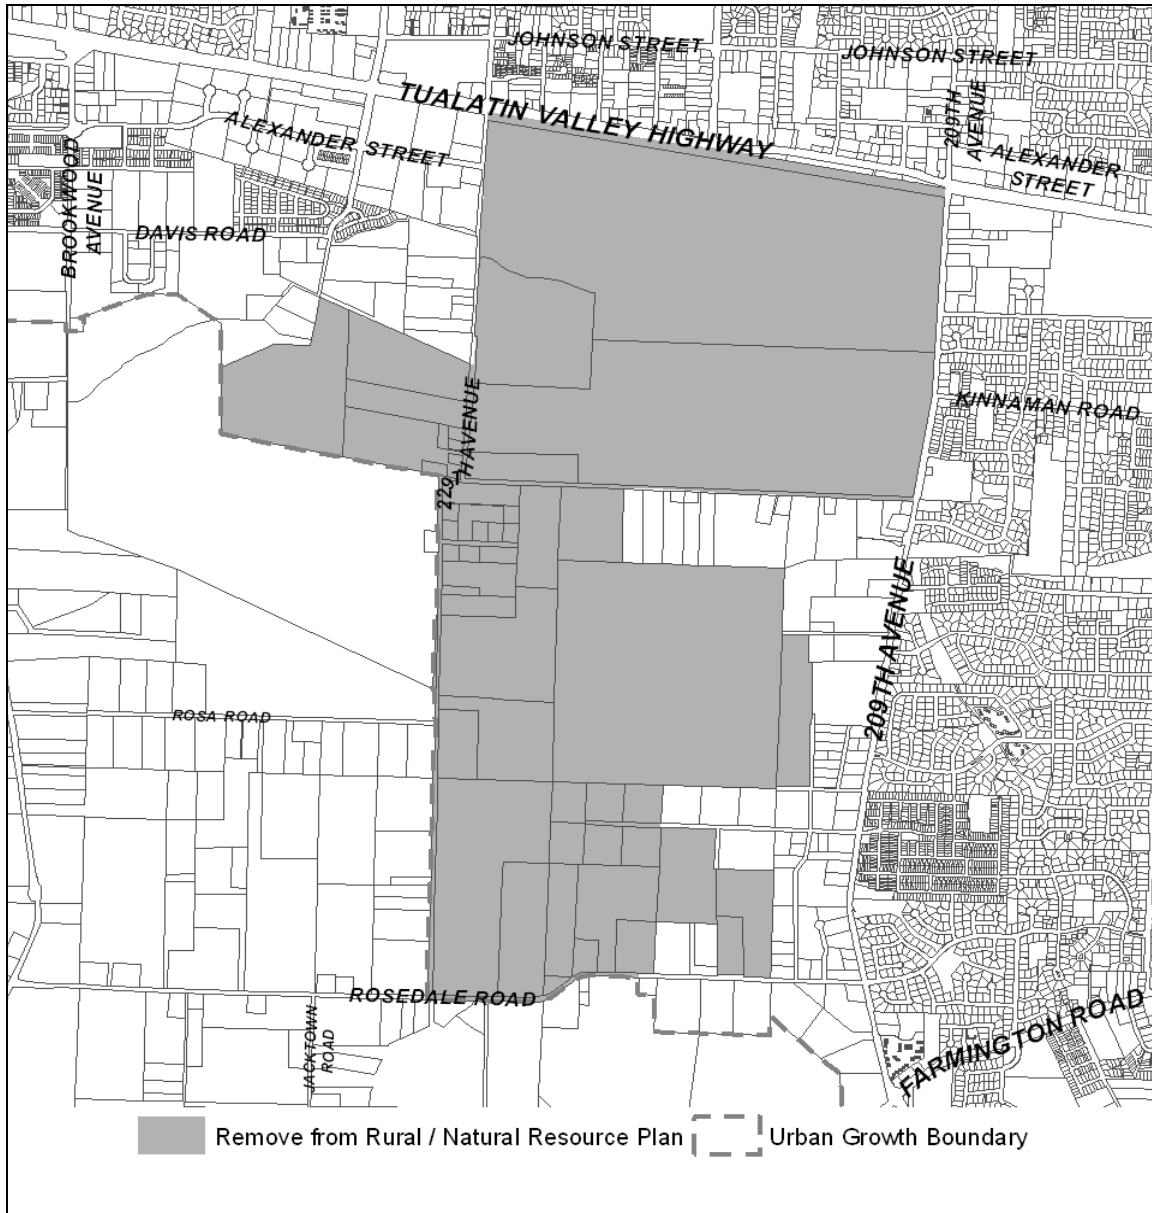 JOHNSON STREET
JOHNSON STREET
TUALATIN VALLEY HIGHWAY
209TH
AVENUE
ALEXANDER STREET
ALEXANDER
STREET
BROOKWOOD
AVENUE
DAVIS ROAD
229TH AVENUE
KINNAMAN ROAD
209TH AVENUE
ROSA ROAD
ROSEDALE ROAD
JACKTOWN
ROAD
FARMINGTON ROAD
Remove from Rural / Natural Resource Plan
Urban Growth Boundary